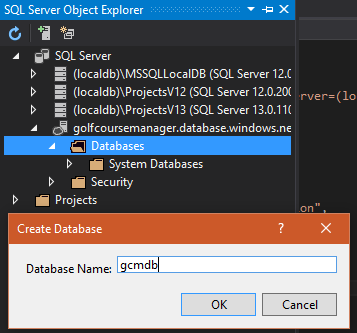 SQL Server Object Explorer
SQL Server
(localdb)\MSSQLLocalDB (SQL Server 12.0
(localdb)\ProjectsV12 (SQL Server 12.0.200
(localdb)\ProjectsV13 (SQL Server 13.0.110
erver=(lo
golfcoursemanager.database.windows.ne
Databases
System Databases
Security
on",
Projects
Create Database
? ×
Database Name: gcmdb
OK Cancel